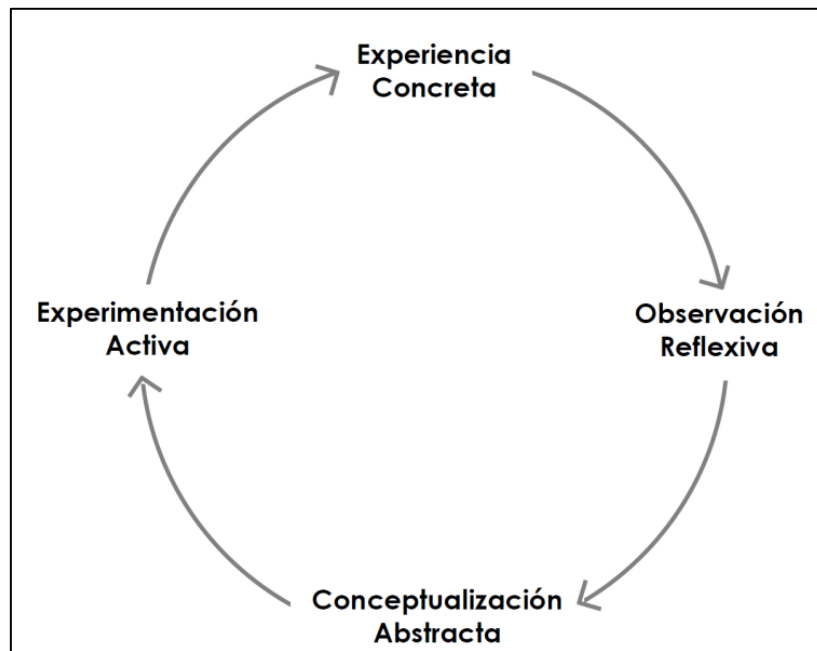 Experiencia
Concreta
Observación
Reflexiva
Conceptualización
Abstracta
Experimentación
Activa